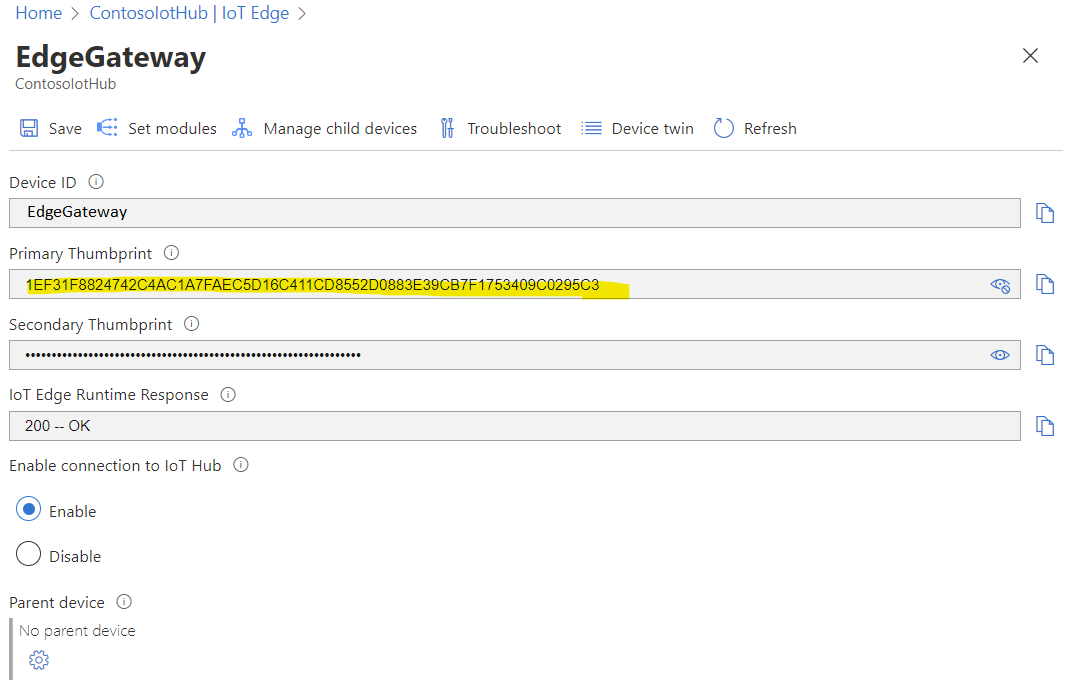 Home > ContosoIotHub | IoT Edge >
EdgeGateway
ContosoIotHub
Save Set modules Manage child devices Troubleshoot Device twin Refresh
Device ID
EdgeGateway
Primary Thumbprint
1EF31F8824742C4AC1A7FAEC5D16C411CD8552D0883E39CB7F1753409C0295C3
Secondary Thumbprint
••••••••••••••••••••••••••••••••••••••••••••••••••••••••••••••••
IoT Edge Runtime Response
200 -- OK
Enable connection to IoT Hub
Enable
Disable
Parent device
No parent device